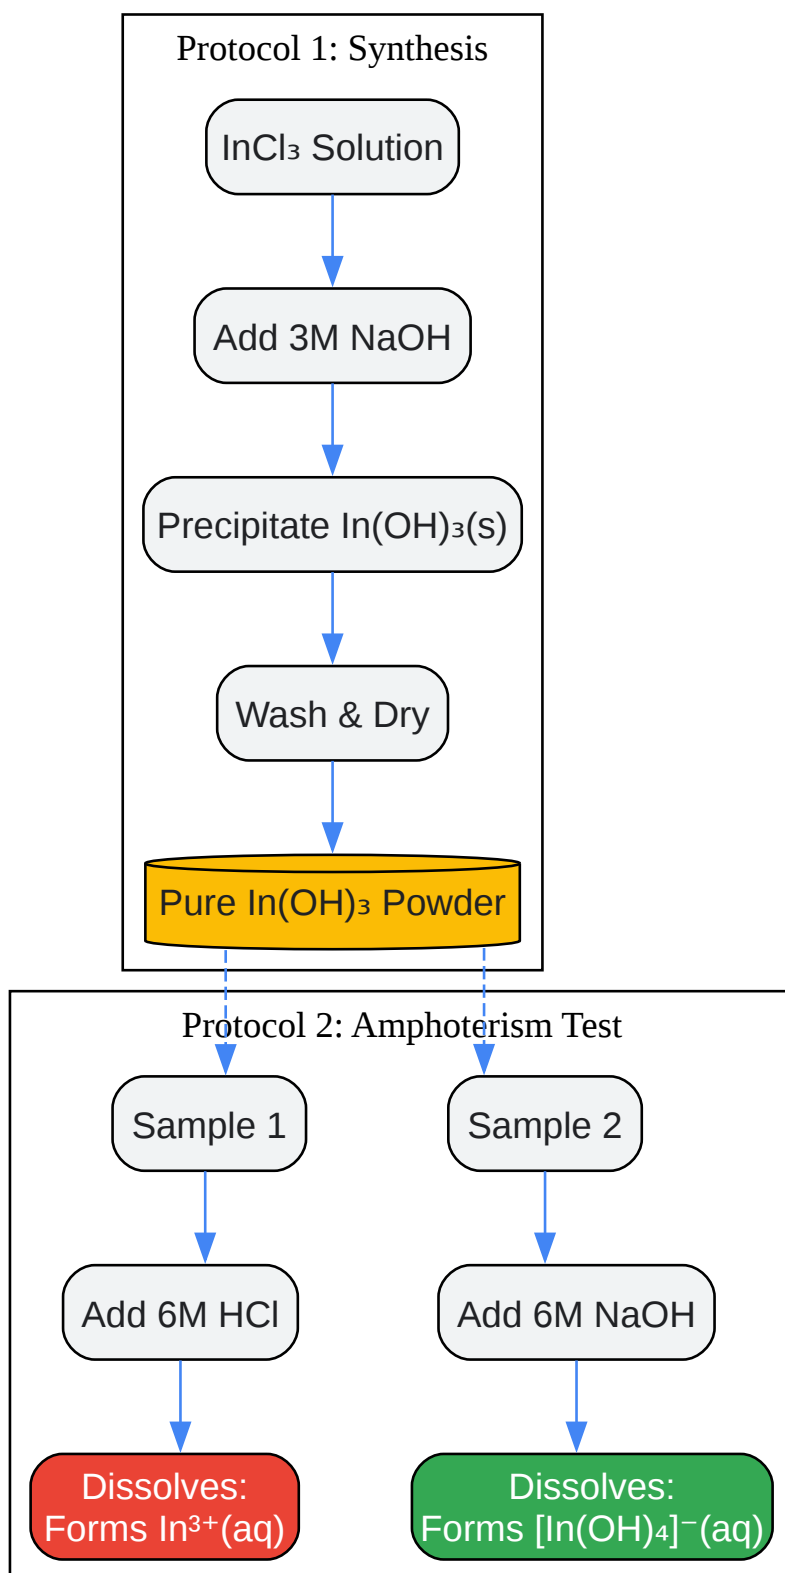 Protocol 1: Synthesis
InCl₃ Solution
Add 3M NaOH
Precipitate In(OH)₃(s)
Wash & Dry
Pure In(OH)₃ Powder
Protocol 2: Amphoterism Test
Sample 1
Sample 2
Add 6M HCl
Add 6M NaOH
Dissolves:
Forms In³⁺(aq)
Dissolves:
Forms [In(OH)₄]⁻(aq)